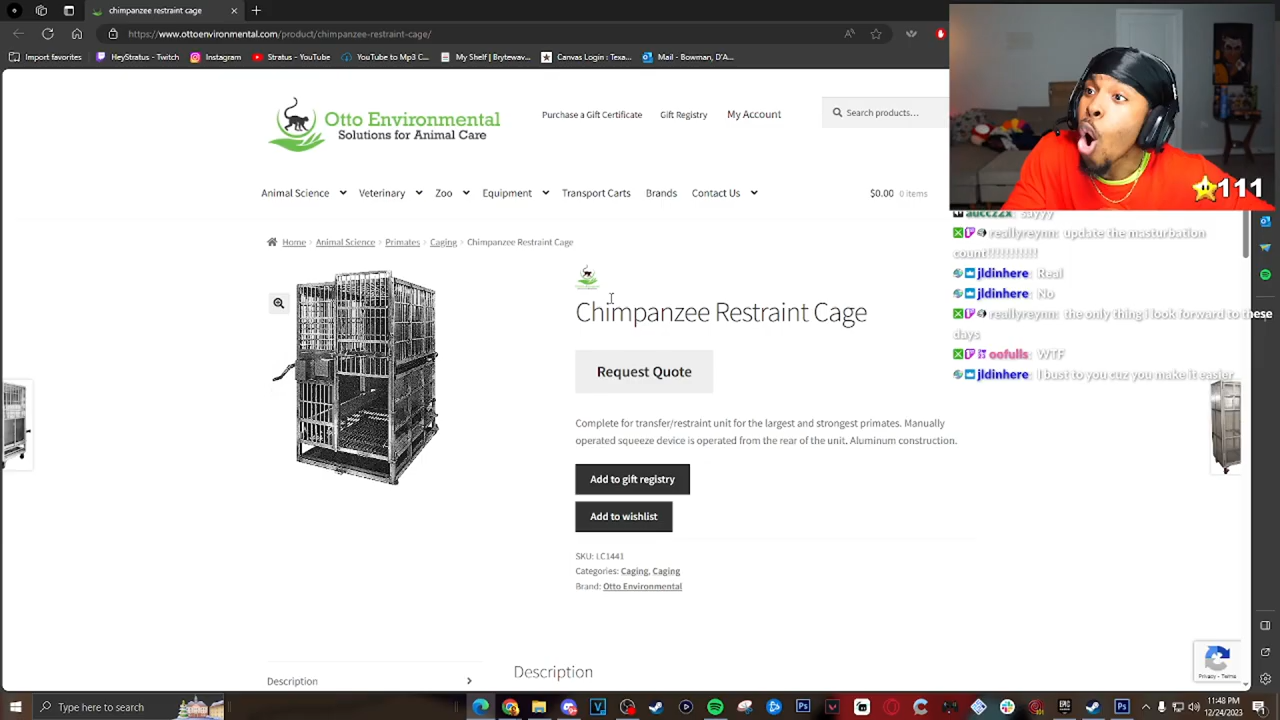 chimpanzee restraint cage
https://www.ottoenvironmental.com/product/chimpanzee-restraint-cage/
Import favorites
HeyStratus - Twitch
Instagram
Stratus - YouTube
YouTube to Mp3 C...
My Shelf | Brytewav...
Canvas Login : Texa...
Mail - Bowman, D'A...
Otto Environmental
Solutions for Animal Care
Purchase a Gift Certificate
Gift Registry
My Account
Search products...
Animal Science
Veterinary
Zoo
Equipment
Transport Carts
Brands
Contact Us
$0.00 0 items
Home
Animal Science
Primates
Caging
Chimpanzee Restraint Cage
Chimpanzee Restraint Cage
Request Quote
Complete for transfer/restraint unit for the largest and strongest primates. Manually
operated squeeze device is operated from the rear of the unit. Aluminum construction.
Add to gift registry
Add to wishlist
SKU: LC1441
Categories: Caging, Caging
Brand: Otto Environmental
Description
Description
111
sayyy
reallyreynn: update the masturbation
count!!!!!!!!!!!
jldinhere: Real
jldinhere: No
reallyreynn: the only thing i look forward to these
days
oofulls: WTF
jldinhere: I bust to you cuz you make it easier
Privacy - Terms
Type here to search
11:48 PM
12/24/2023